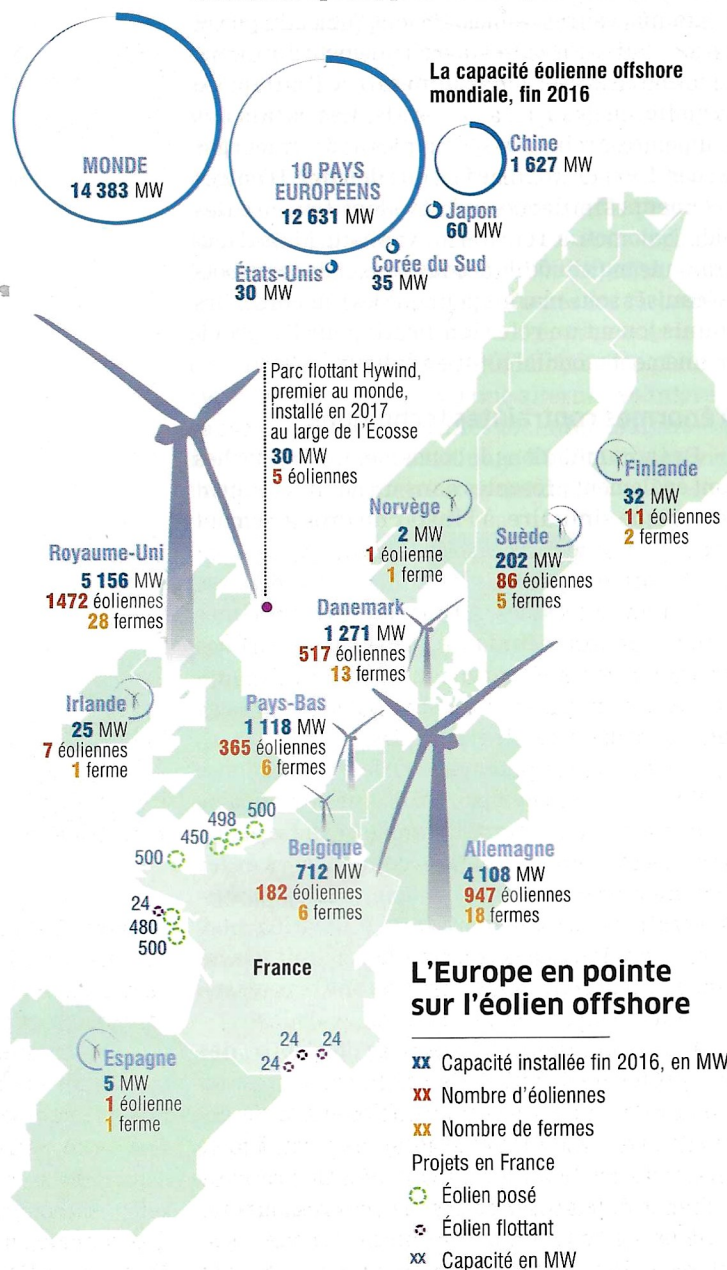 La capacité éolienne offshore
mondiale, fin 2016
MONDE
14 383 MW
10 PAYS
EUROPÉENS
12 631 MW
Chine
1 627 MW
Japon
60 MW
Corée du Sud
35 MW
États-Unis
30 MW
Parc flottant Hywind,
premier au monde,
installé en 2017
au large de l'Écosse
30 MW
5 éoliennes
Finlande
32 MW
11 éoliennes
2 fermes
Norvège
2 MW
1 éolienne
1 ferme
Suède
202 MW
86 éoliennes
5 fermes
Royaume-Uni
5 156 MW
1472 éoliennes
28 fermes
Danemark
1 271 MW
517 éoliennes
13 fermes
Irlande
25 MW
7 éoliennes
1 ferme
Pays-Bas
1 118 MW
365 éoliennes
6 fermes
Belgique
712 MW
182 éoliennes
6 fermes
Allemagne
4 108 MW
947 éoliennes
18 fermes
500
450
498
500
24
480
500
France
24
24
24
Espagne
5 MW
1 éolienne
1 ferme
L'Europe en pointe
sur l'éolien offshore
xx Capacité installée fin 2016, en MW
xx Nombre d'éoliennes
xx Nombre de fermes
Projets en France
Éolien posé
Éolien flottant
xx Capacité en MW